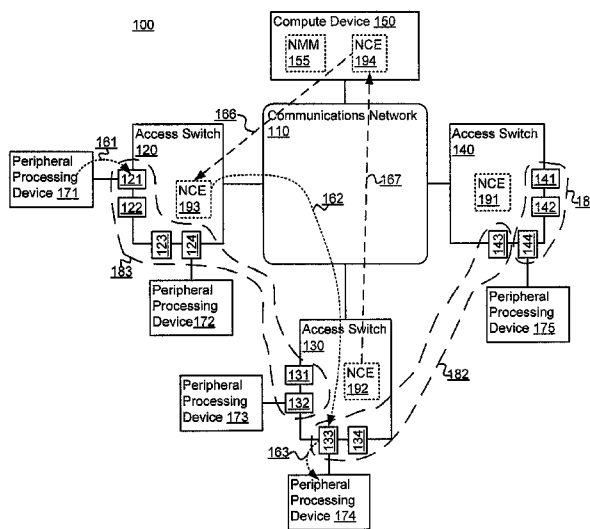 100
Compute Device 150
NMM
155
NCE
194
166
Communications Network
110
Access Switch
120
Access Switch
140
161
Peripheral
Processing
Device 171
121
122
NCE
193
162
167
NCE
191
141
142
18
143
144
183
123
124
Peripheral
Processing
Device 172
Peripheral
Processing
Device 175
Access Switch
130
131
132
NCE
192
182
Peripheral
Processing
Device 173
133
134
163
Peripheral
Processing
Device 174